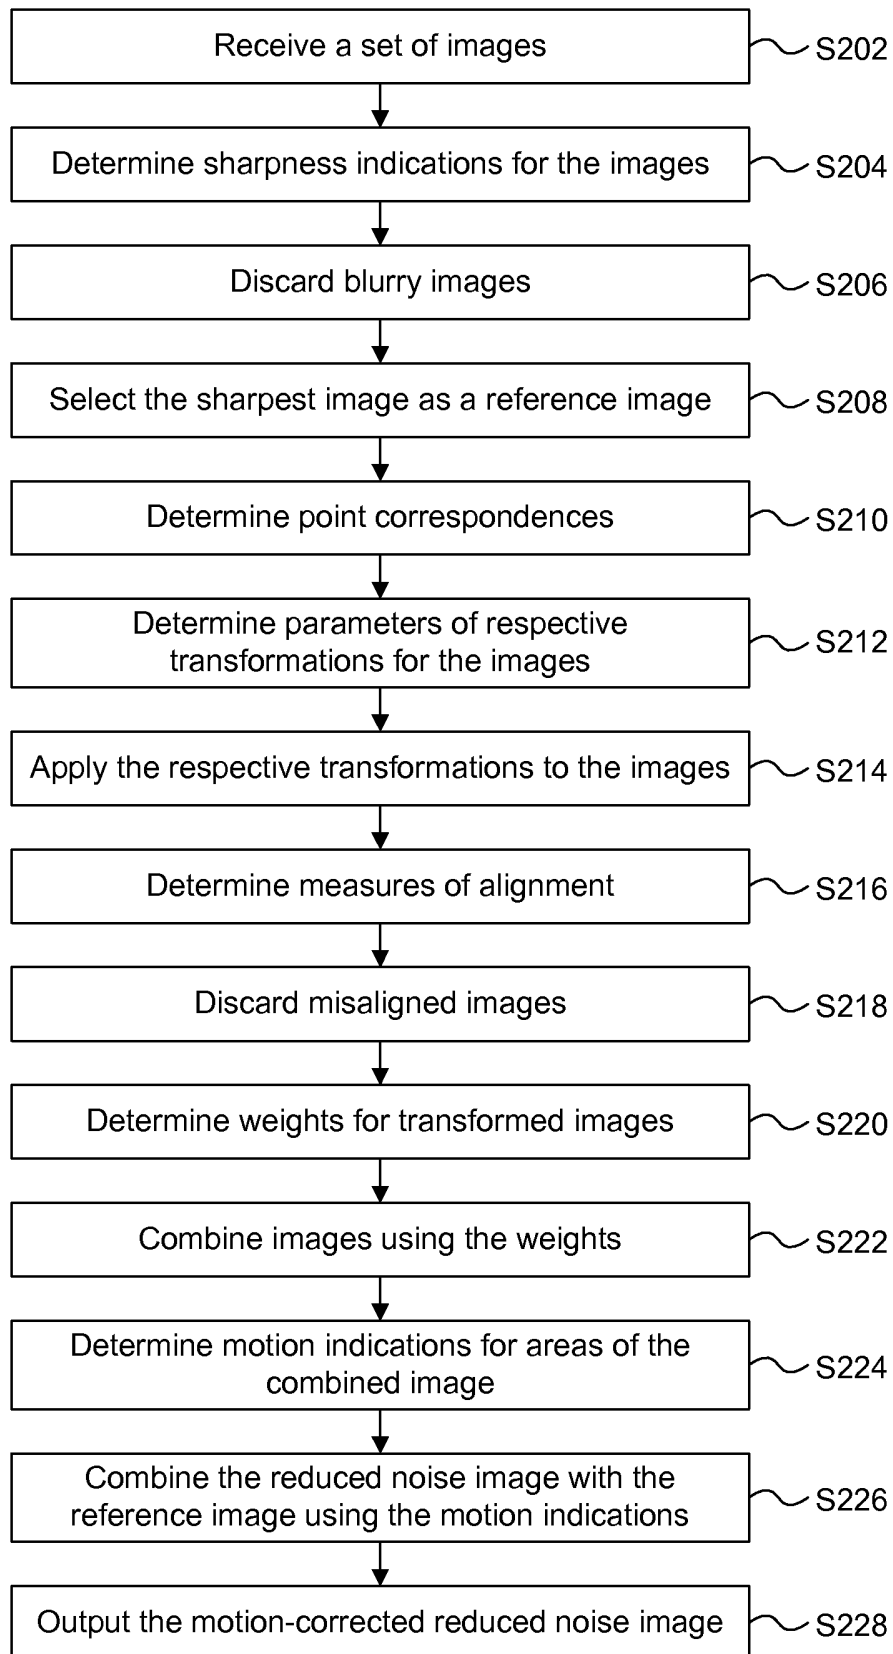 Receive a set of images
S202
Determine sharpness indications for the images
S204
Discard blurry images
S206
Select the sharpest image as a reference image
S208
Determine point correspondences
S210
Determine parameters of respective
transformations for the images
S212
Apply the respective transformations to the images
S214
Determine measures of alignment
S216
Discard misaligned images
S218
Determine weights for transformed images
S220
Combine images using the weights
S222
Determine motion indications for areas of the
combined image
S224
Combine the reduced noise image with the
reference image using the motion indications
S226
Output the motion-corrected reduced noise image
S228